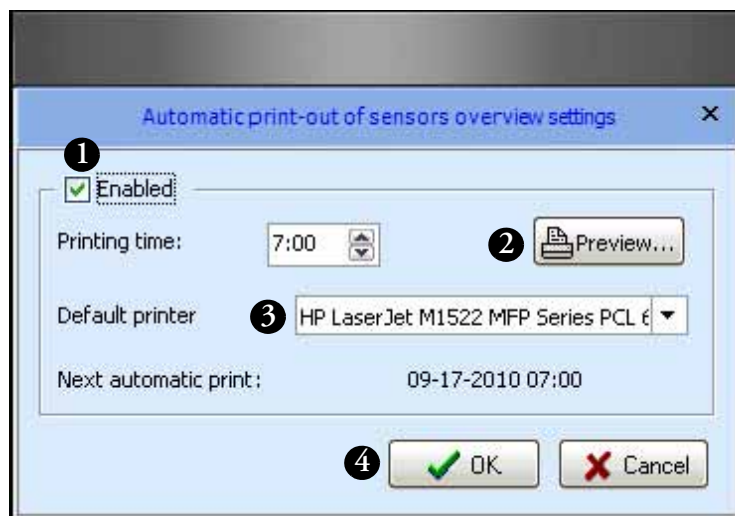 Automatic print-out of sensors overview settings
1
Enabled
Printing time: 7:00 2 Preview...
Default printer 3 HP LaserJet M1522 MFP Series PCL 6
Next automatic print: 09-17-2010 07:00
4 OK Cancel